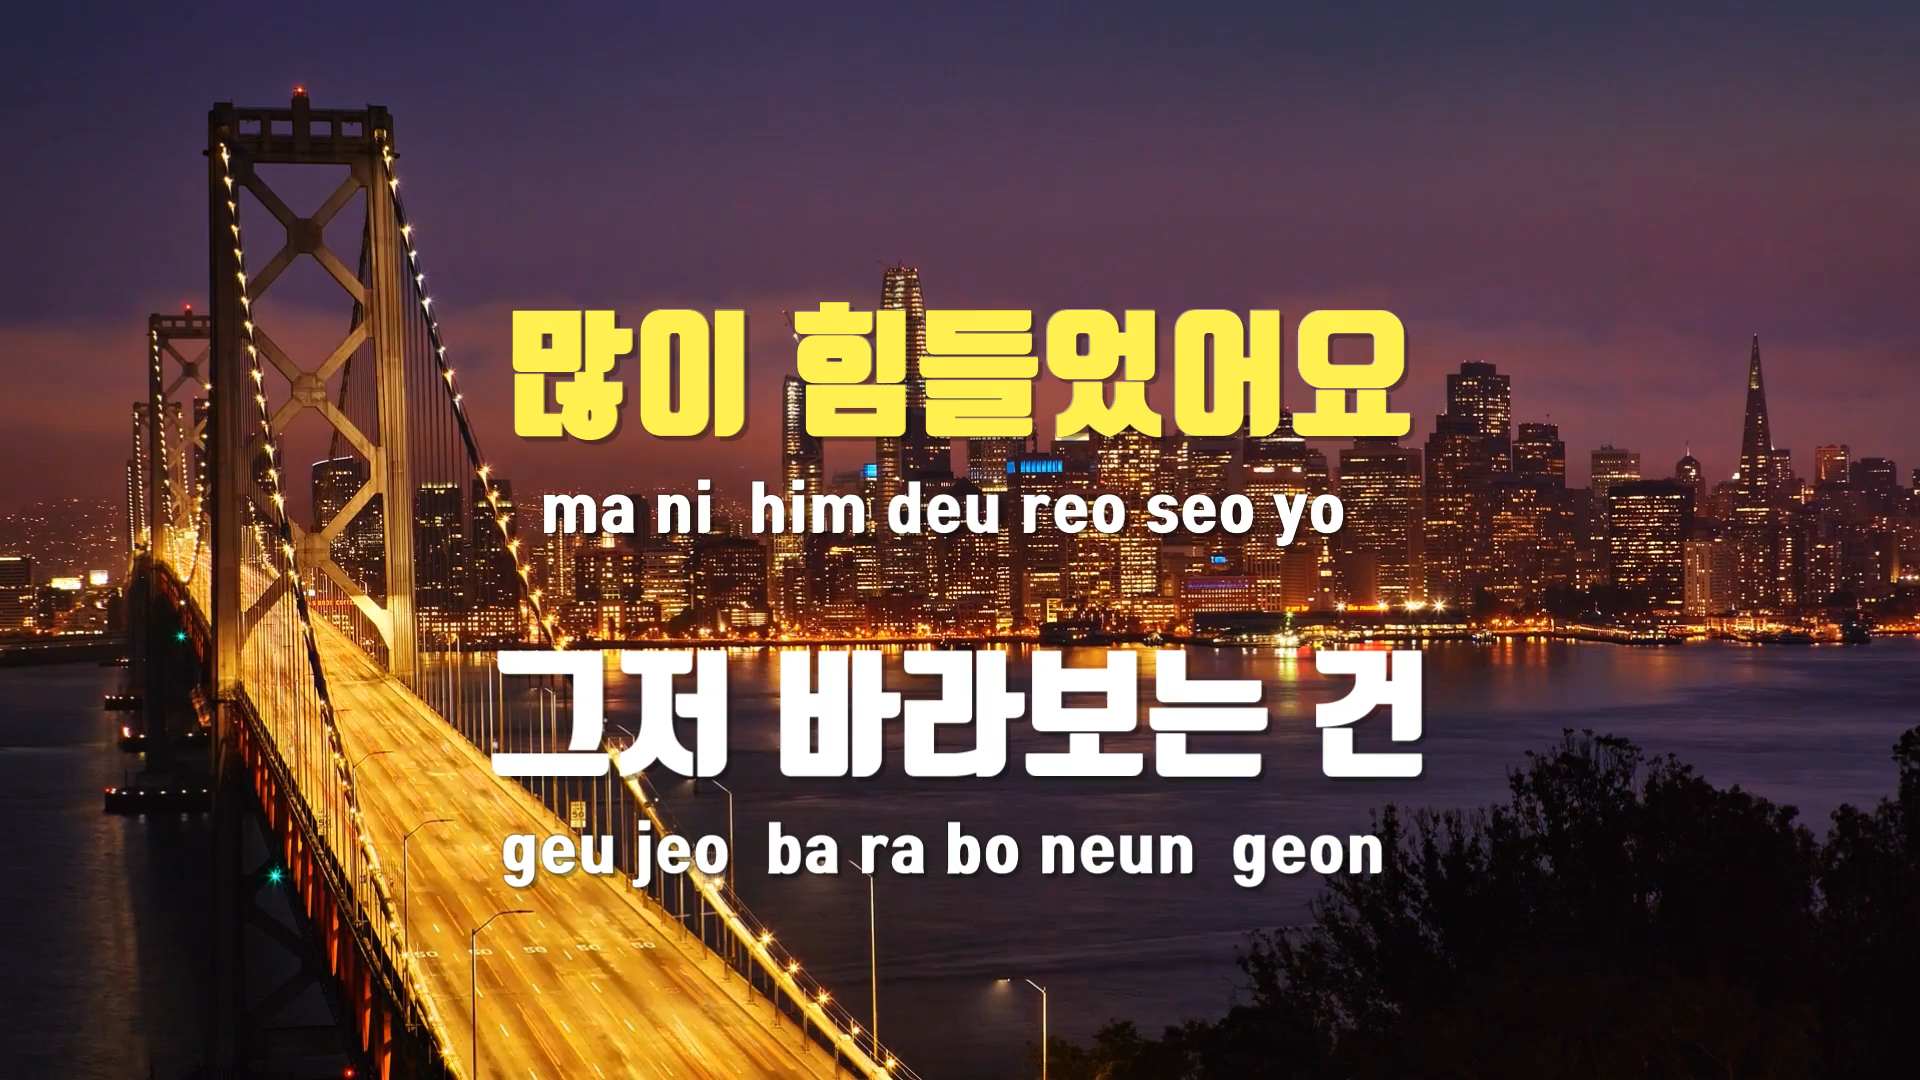 많이 힘들었어요
ma ni him deu reo seo yo
그저 바라보는 건
geu jeo ba ra bo neun geon